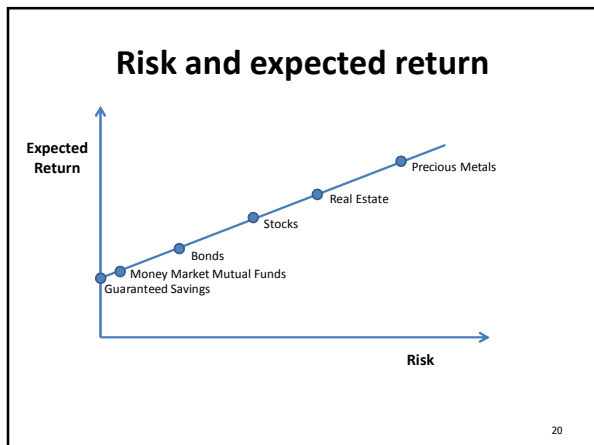 Risk and expected return
Expected
Return
Precious Metals
Real Estate
Stocks
Bonds
Money Market Mutual Funds
Guaranteed Savings
Risk
20